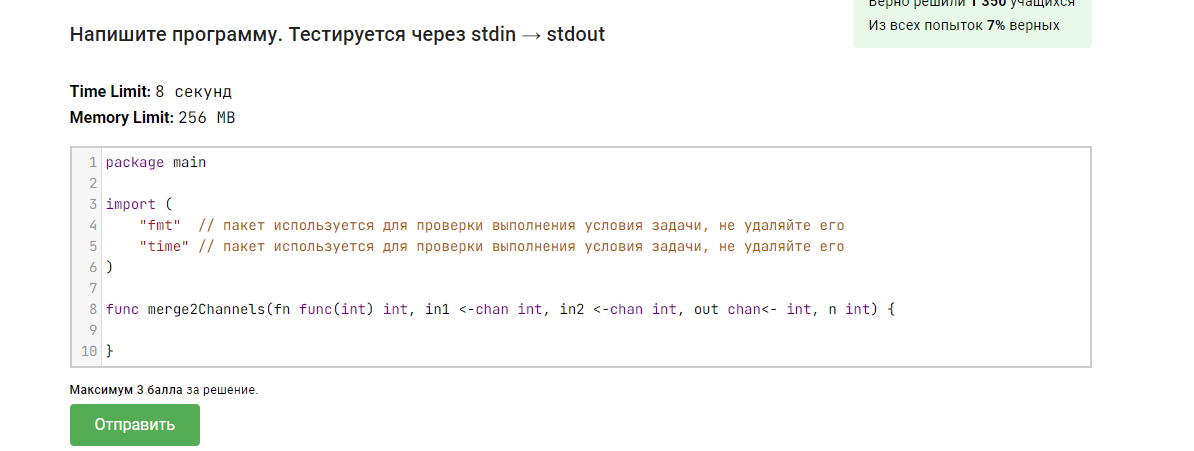 Верно решили 1 350 учащихся
Из всех попыток 7% верных
Напишите программу. Тестируется через stdin → stdout
Time Limit: 8 секунд
Memory Limit: 256 MB
1 package main
2
3 import (
4 "fmt" // пакет используется для проверки выполнения условия задачи, не удаляйте его
5 "time" // пакет используется для проверки выполнения условия задачи, не удаляйте его
6 )
7
8 func merge2Channels(fn func(int) int, in1 <-chan int, in2 <-chan int, out chan<- int, n int) {
9
10 }
Максимум 3 балла за решение.
Отправить